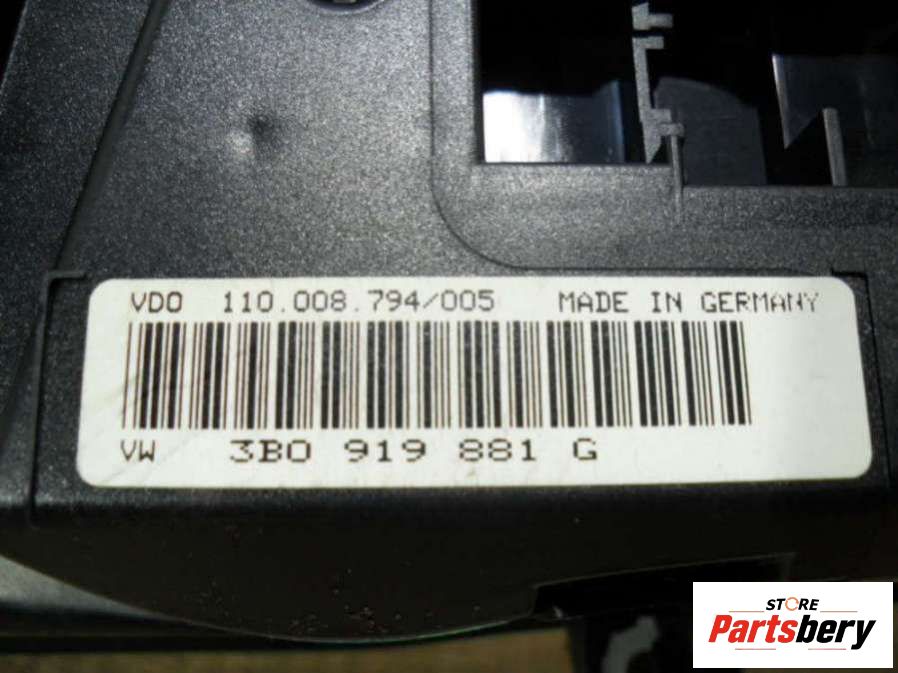 VDO 110.008.794/005 MADE IN GERMANY
VW 3B0 919 881 G
STORE
Partsbery